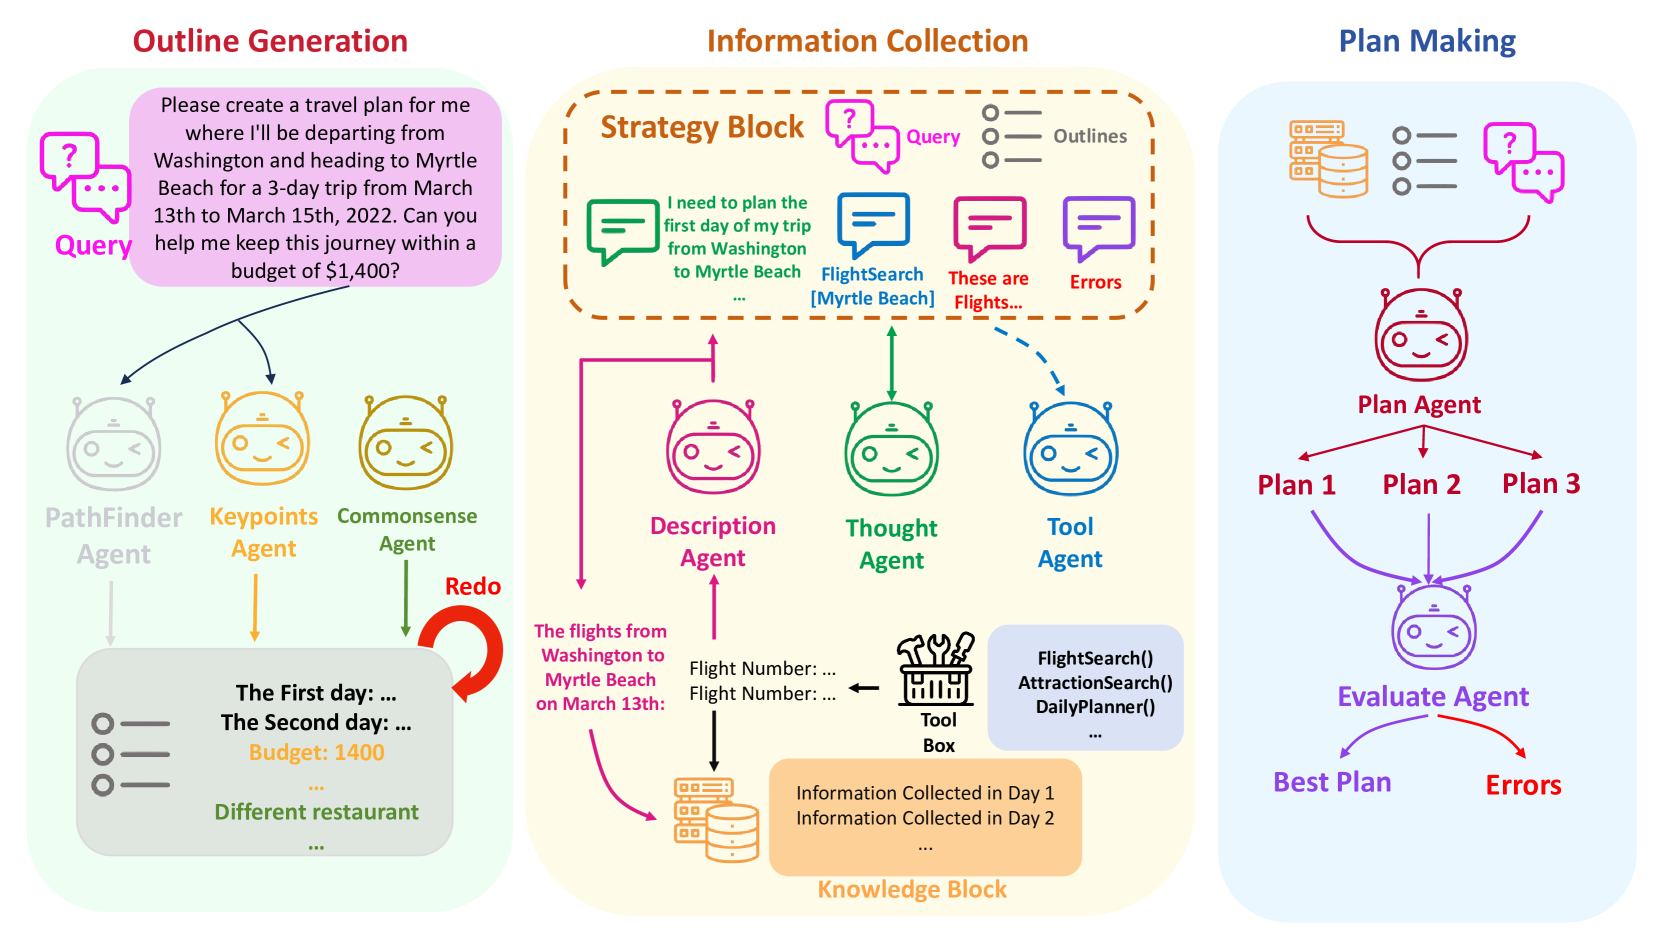 Outline Generation
Please create a travel plan for me
where I'll be departing from
Washington and heading to Myrtle
Beach for a 3-day trip from March
13th to March 15th, 2022. Can you
help me keep this journey within a
budget of $1,400?
?
Query
PathFinder
Agent
Keypoints
Agent
Commonsense
Agent
Redo
The First day: ...
The Second day: ...
Budget: 1400
...
Different restaurant
...
Information Collection
Strategy Block
?
Query
Outlines
I need to plan the
first day of my trip
from Washington
to Myrtle Beach
...
FlightSearch
[Myrtle Beach]
These are
Flights...
Errors
Description
Agent
Thought
Agent
Tool
Agent
The flights from
Washington to
Myrtle Beach
on March 13th:
Flight Number: ...
Flight Number: ...
Tool
Box
FlightSearch()
AttractionSearch()
DailyPlanner()
...
Information Collected in Day 1
Information Collected in Day 2
...
Knowledge Block
Plan Making
?
Plan Agent
Plan 1
Plan 2
Plan 3
Evaluate Agent
Best Plan
Errors